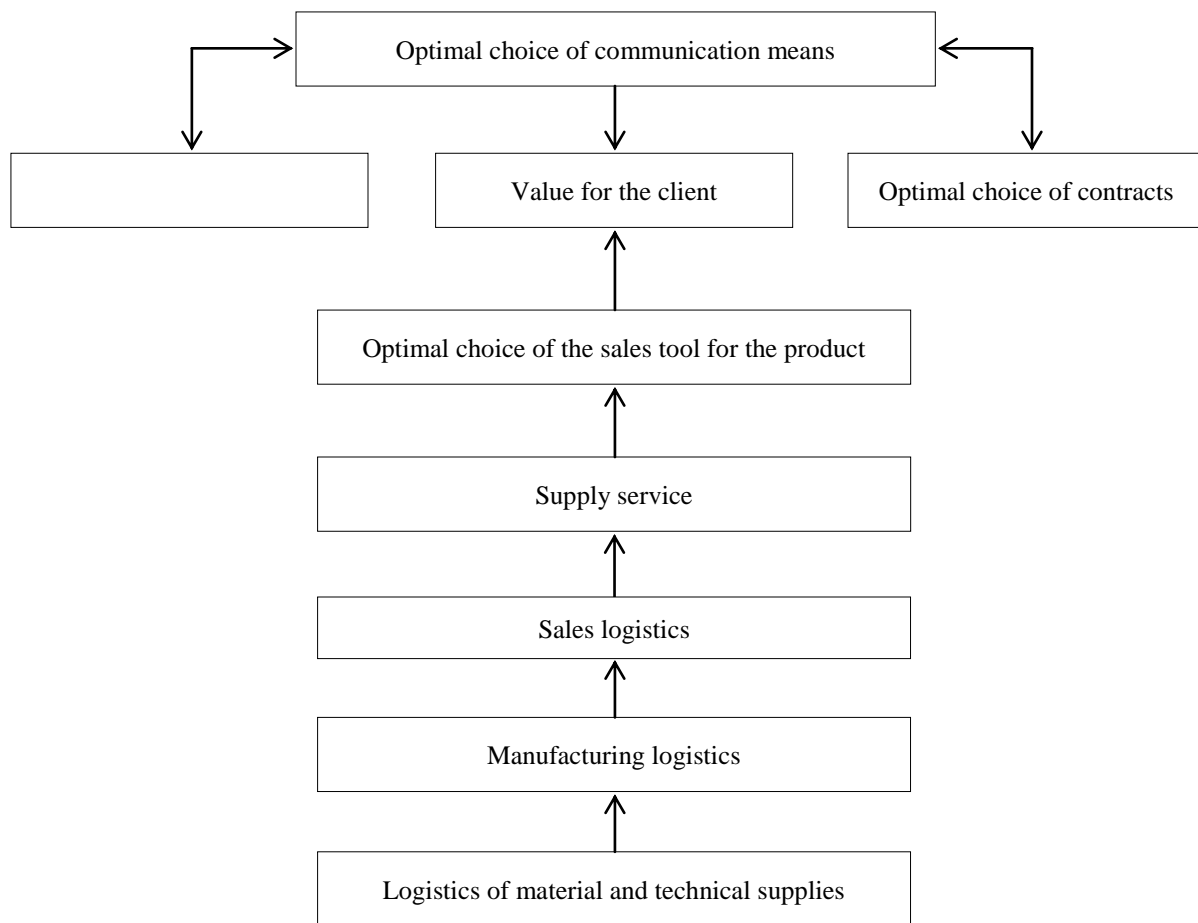 Optimal choice of communication means
Value for the client
Optimal choice of contracts
Optimal choice of the sales tool for the product
Supply service
Sales logistics
Manufacturing logistics
Logistics of material and technical supplies